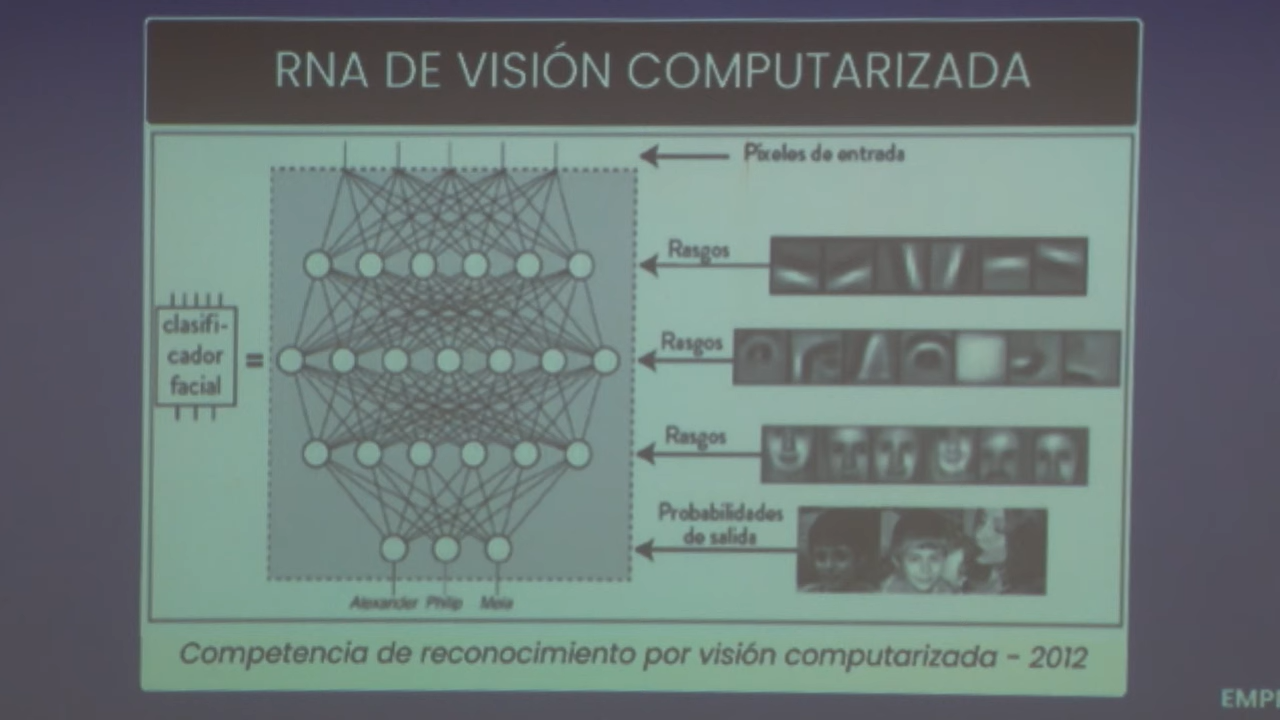 RNA DE VISIÓN COMPUTARIZADA
Píxeles de entrada
Rasgos
clasifi-
cador
facial
=
Rasgos
Rasgos
Probabilidades
de salida
Alexander Philip Mela
Competencia de reconocimiento por visión computarizada - 2012
EMP